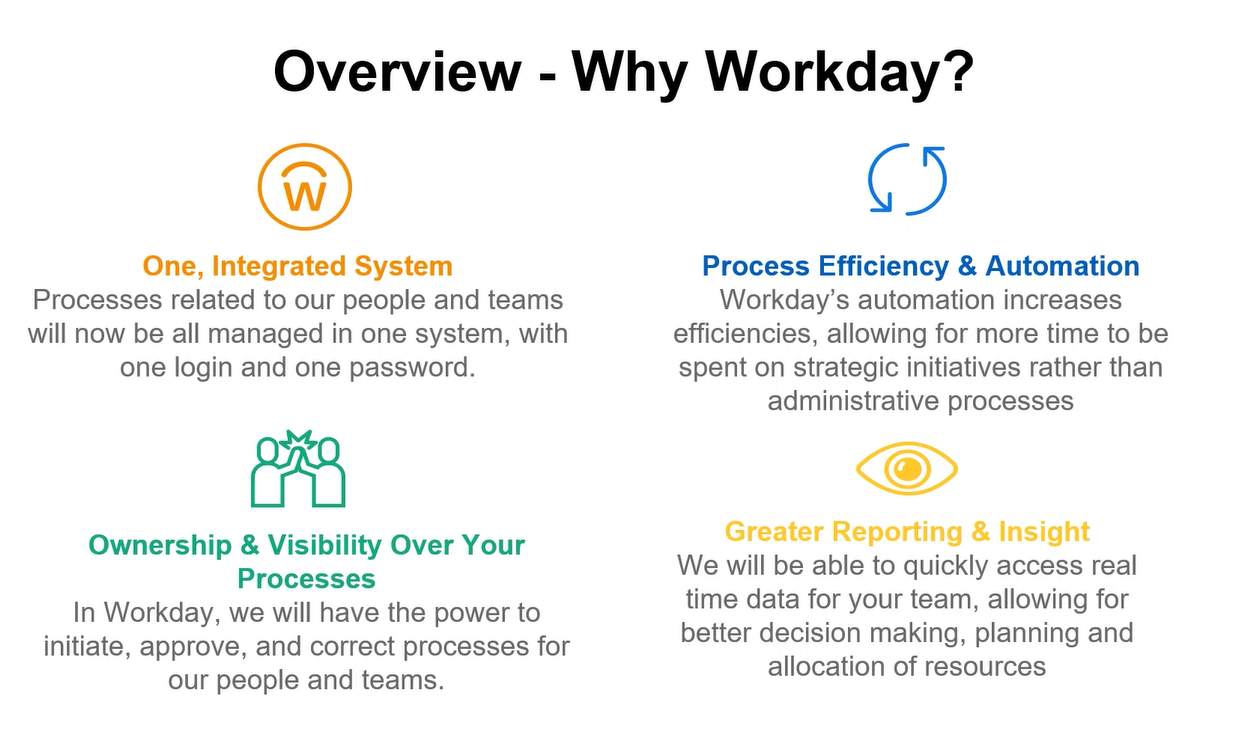 Overview - Why Workday?
W
One, Integrated System
Processes related to our people and teams
will now be all managed in one system, with
one login and one password.
Process Efficiency & Automation
Workday’s automation increases
efficiencies, allowing for more time to be
spent on strategic initiatives rather than
administrative processes
Ownership & Visibility Over Your
Processes
In Workday, we will have the power to
initiate, approve, and correct processes for
our people and teams.
Greater Reporting & Insight
We will be able to quickly access real
time data for your team, allowing for
better decision making, planning and
allocation of resources